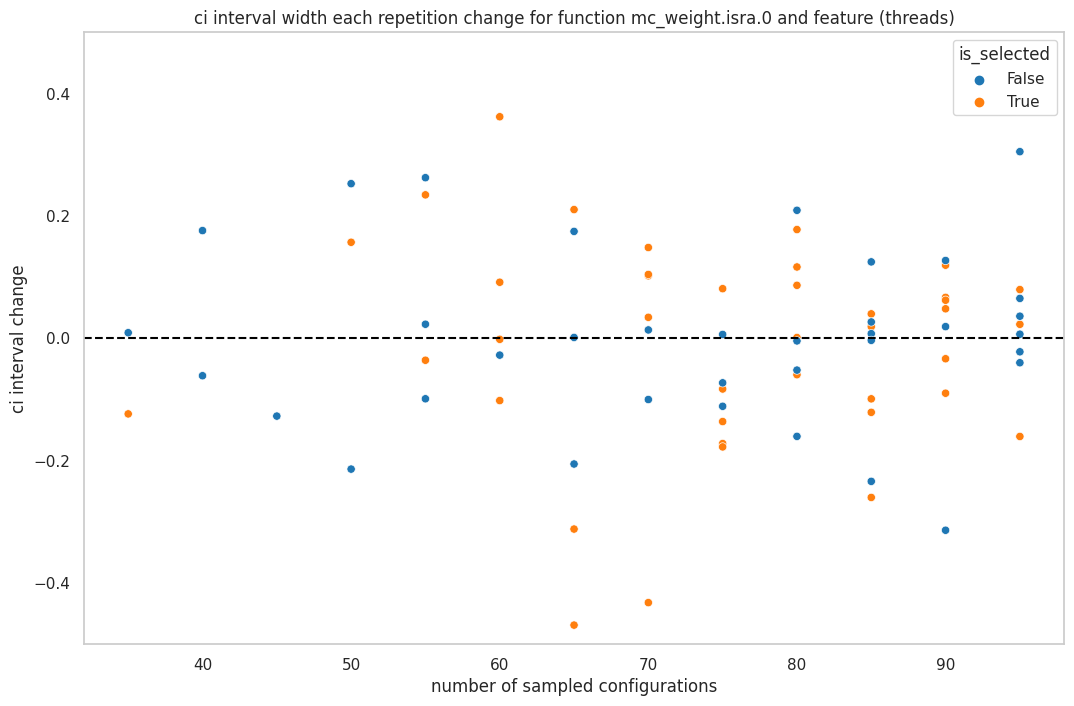 ci interval width each repetition change for function mc_weight.isra.0 and feature (threads)
is_selected
False
True
0.4
0.2
0.0
−0.2
−0.4
ci interval change
40 50 60 70 80 90
number of sampled configurations